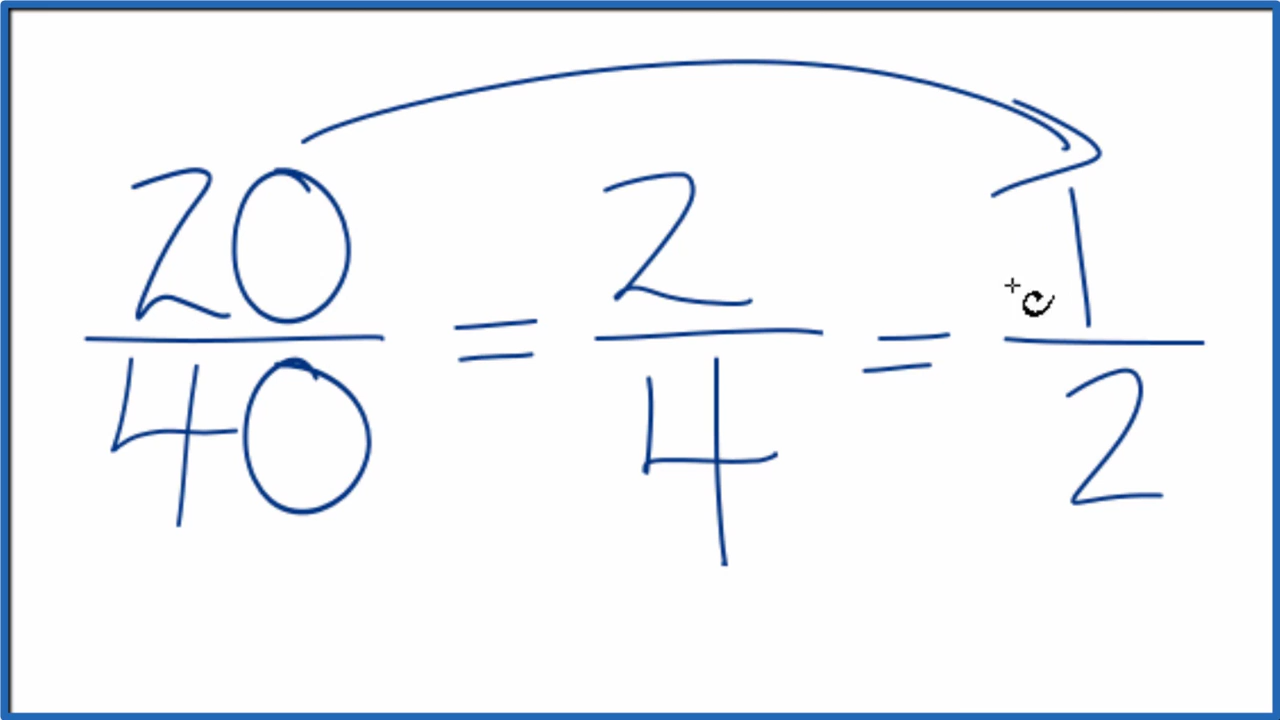 20/40 = 2/4 = 1/2